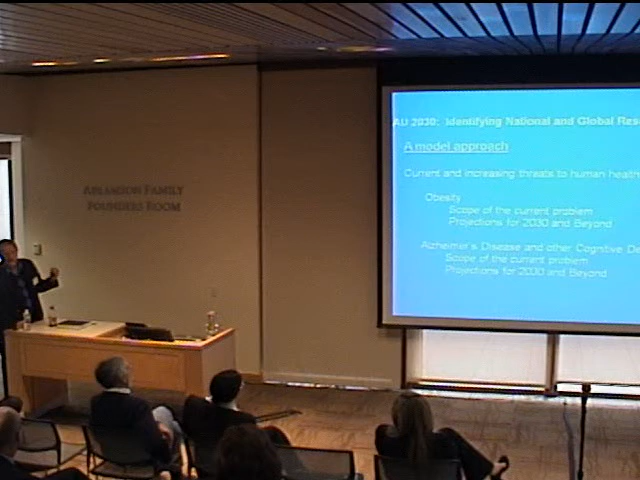 ABRAMSON FAMILY
FOUNDERS ROOM
AU 2030: Identifying National and Global Res
A model approach
Current and increasing threats to human health
Obesity
Scope of the current problem
Projections for 2030 and Beyond
Alzheimer's Disease and other Cognitive De
Scope of the current problem
Projections for 2030 and Beyond